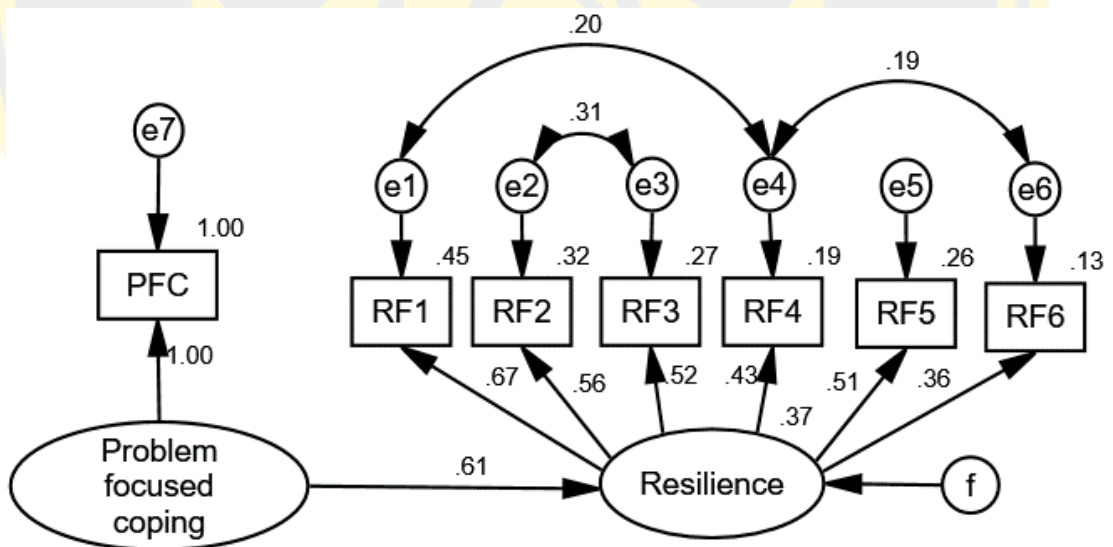 .20
.19
.31
e7
e1
e2
e3
e4
e5
e6
1.00
.45
.32
.27
.19
.26
.13
PFC
RF1
RF2
RF3
RF4
RF5
RF6
1.00
.67
.56
.52
.43
.51
.36
.37
Problem
focused
coping
.61
Resilience
f